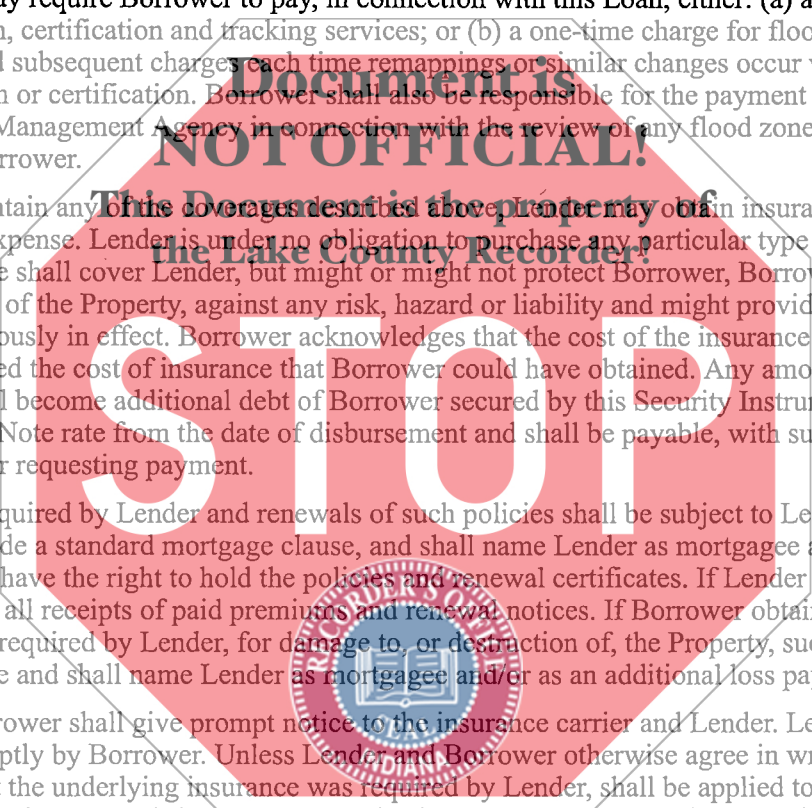 require Borrower to pay, in connection with this Loan, either: (a) a
, certification and tracking services; or (b) a one-time charge for floo
subsequent charges each time remappings or similar changes occur
Document is
n or certification. Borrower shall also be responsible for the payment
Management Agency in connection with the review of any flood zone
NOT OFFICIAL!
rrower.
ntain any of the coverages described above, Lender may obtain insura
This Document is the property of
xpense. Lender is under no obligation to purchase any particular type
the Lake County Recorder!
e shall cover Lender, but might or might not protect Borrower, Borrow
of the Property, against any risk, hazard or liability and might provid
ously in effect. Borrower acknowledges that the cost of the insurance
ed the cost of insurance that Borrower could have obtained. Any amo
l become additional debt of Borrower secured by this Security Instrum
Note rate from the date of disbursement and shall be payable, with su
r requesting payment.
STOP
quired by Lender and renewals of such policies shall be subject to Le
de a standard mortgage clause, and shall name Lender as mortgagee a
have the right to hold the policies and renewal certificates. If Lender
all receipts of paid premiums and renewal notices. If Borrower obtai
required by Lender, for damage to, or destruction of, the Property, suc
e and shall name Lender as mortgagee and/or as an additional loss pa
RECORDER'S OFFICE
SEAL
INDIANA
rower shall give prompt notice to the insurance carrier and Lender. Le
ptly by Borrower. Unless Lender and Borrower otherwise agree in wr
t the underlying insurance was required by Lender, shall be applied to